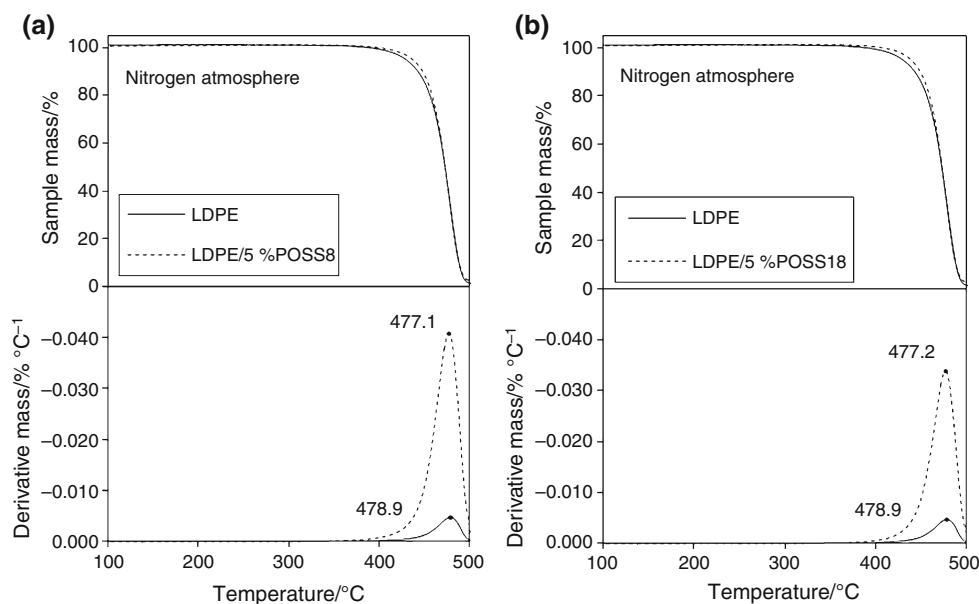 (a)
Sample mass/%
100
80
60
40
20
0
Nitrogen atmosphere
LDPE
LDPE/5 %POSS8
Derivative mass/% °C−1
−0.040
−0.030
−0.020
−0.010
0.000
477.1
478.9
100
200
300
400
500
Temperature/°C
(b)
Sample mass/%
100
80
60
40
20
0
Nitrogen atmosphere
LDPE
LDPE/5 %POSS18
Derivative mass/% °C−1
−0.040
−0.030
−0.020
−0.010
0.000
477.2
478.9
100
200
300
400
500
Temperature/°C